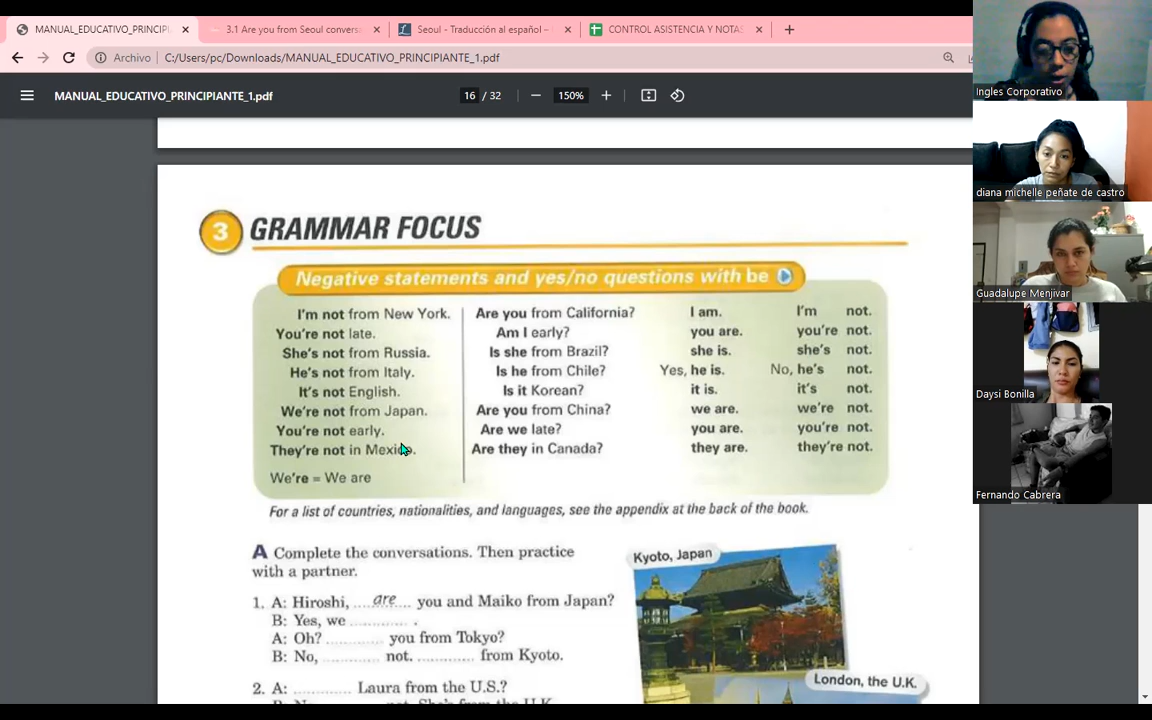 MANUAL_EDUCATIVO_PRINCIPI
3.1 Are you from Seoul convers
Seoul - Traducción al español –
CONTROL ASISTENCIA Y NOTAS
Archivo
C:/Users/pc/Downloads/MANUAL_EDUCATIVO_PRINCIPIANTE_1.pdf
MANUAL_EDUCATIVO_PRINCIPIANTE_1.pdf
16 / 32
150%
3 GRAMMAR FOCUS
Negative statements and yes/no questions with be
I'm not from New York. Are you from California? I am. I'm not.
You're not late. Am I early? you are. you're not.
She's not from Russia. Is she from Brazil? she is. she's not.
He's not from Italy. Is he from Chile? Yes, he is. No, he's not.
It's not English. Is it Korean? it is. it's not.
We're not from Japan. Are you from China? we are. we're not.
You're not early. Are we late? you are. you're not.
They're not in Mexico. Are they in Canada? they are. they're not.
We're = We are
For a list of countries, nationalities, and languages, see the appendix at the back of the book.
A Complete the conversations. Then practice
with a partner.
1. A: Hiroshi, ....are.... you and Maiko from Japan?
B: Yes, we ............ .
A: Oh? ............ you from Tokyo?
B: No, ............ not. ............ from Kyoto.
2. A: ............ Laura from the U.S.?
Kyoto, Japan
London, the U.K.
Ingles Corporativo
diana michelle peñate de castro
Guadalupe Menjivar
Daysi Bonilla
Fernando Cabrera